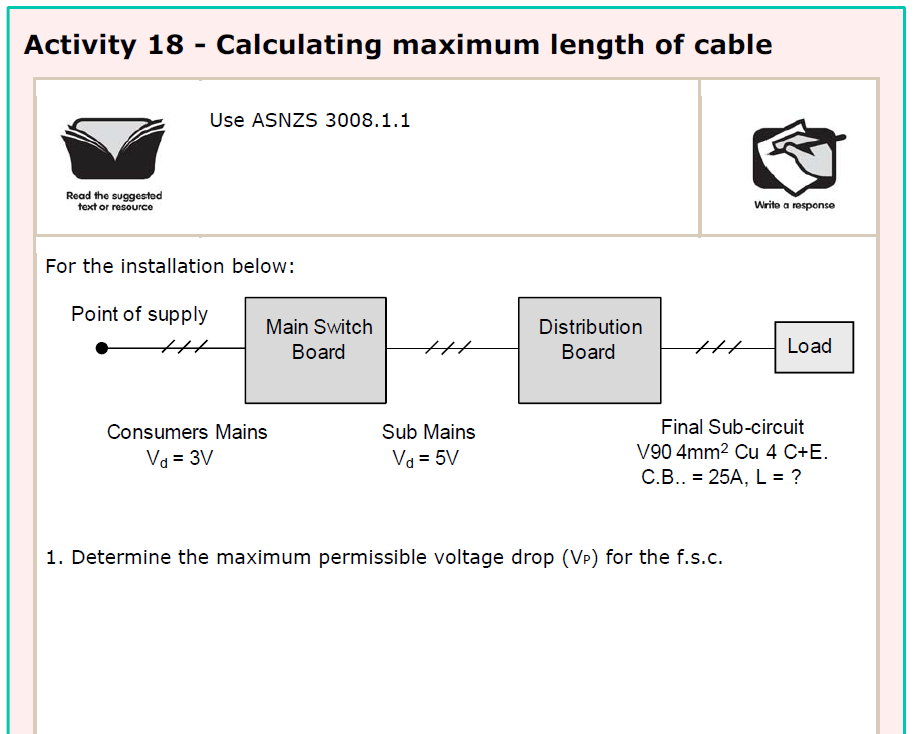 Activity 18 - Calculating maximum length of cable
Use ASNZS 3008.1.1
Read the suggested
text or resource
Write a response
For the installation below:
Point of supply
Main Switch
Board
Distribution
Board
Load
Consumers Mains
Vd = 3V
Sub Mains
Vd = 5V
Final Sub-circuit
V90 4mm² Cu 4 C+E.
C.B.. = 25A, L = ?
1. Determine the maximum permissible voltage drop (VP) for the f.s.c.